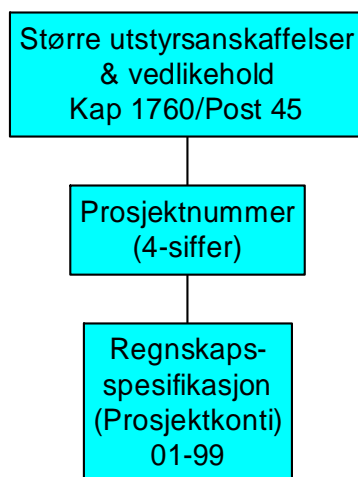 Større utstyrsanskaffelser
& vedlikehold
Kap 1760/Post 45
Prosjektnummer
(4-siffer)
Regnskaps-
spesifikasjon
(Prosjektkonti)
01-99